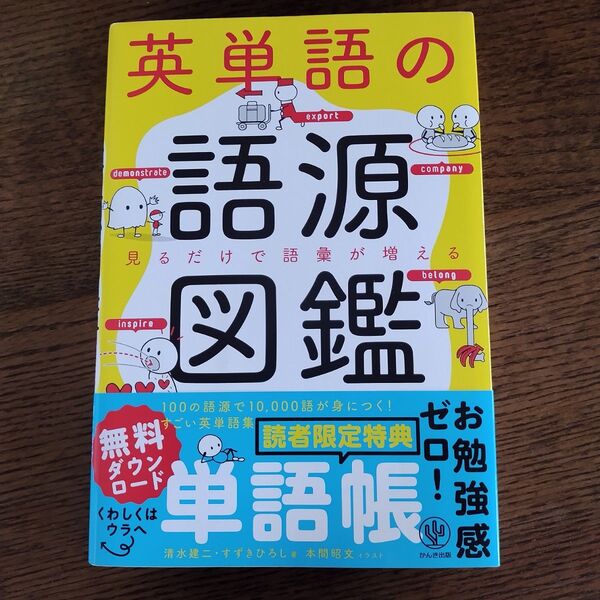 英単語の
export
語源
demonstrate
company
見るだけで語彙が増える
belong
図鑑
inspire
100の語源で10,000語が身につく!
すごい英単語集
お勉強感
ゼロ!
読者限定特典
無料
ダウン
ロード
単語帳
くわしくは
ウラへ
かんき出版
清水建二・すずきひろし 著 本間昭文 イラスト